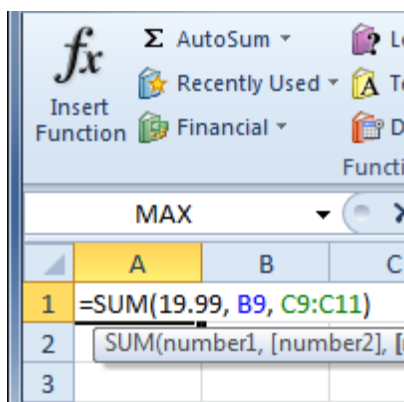 fx Σ AutoSum
Recently Used
Insert Function
Financial
Functi
MAX
A B C
1 =SUM(19.99, B9, C9:C11)
2 SUM(number1, [number2], [
3